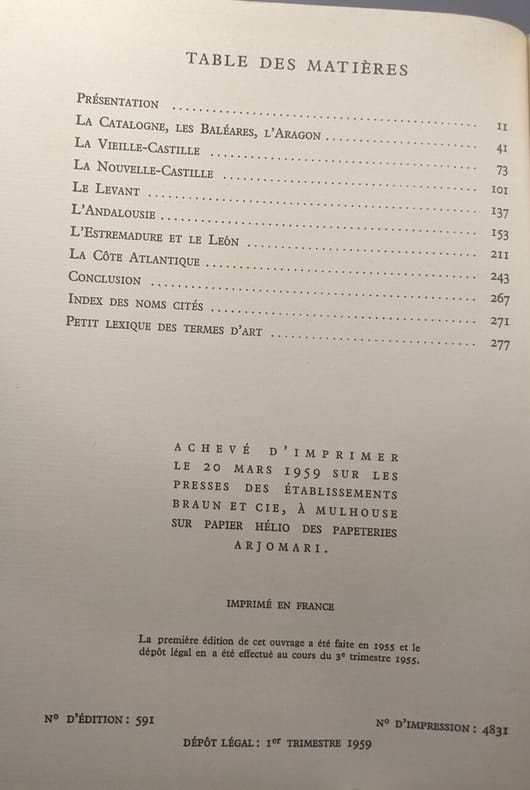 TABLE DES MATIÈRES
PRÉSENTATION .......... 11
LA CATALOGNE, LES BALÉARES, L'ARAGON .......... 41
LA VIEILLE-CASTILLE .......... 73
LA NOUVELLE-CASTILLE .......... 101
LE LEVANT .......... 137
L'ANDALOUSIE .......... 153
L'ESTREMADURE ET LE LEÓN .......... 211
LA CÔTE ATLANTIQUE .......... 243
CONCLUSION .......... 267
INDEX DES NOMS CITÉS .......... 271
PETIT LEXIQUE DES TERMES D'ART .......... 277
ACHEVÉ D'IMPRIMER
LE 20 MARS 1959 SUR LES
PRESSES DES ÉTABLISSEMENTS
BRAUN ET CIE, À MULHOUSE
SUR PAPIER HÉLIO DES PAPETERIES
ARJOMARI.
IMPRIMÉ EN FRANCE
La première édition de cet ouvrage a été faite en 1955 et le
dépôt légal en a été effectué au cours du 3e trimestre 1955.
No D'ÉDITION : 591
No D'IMPRESSION : 4831
DÉPÔT LÉGAL : 1er TRIMESTRE 1959